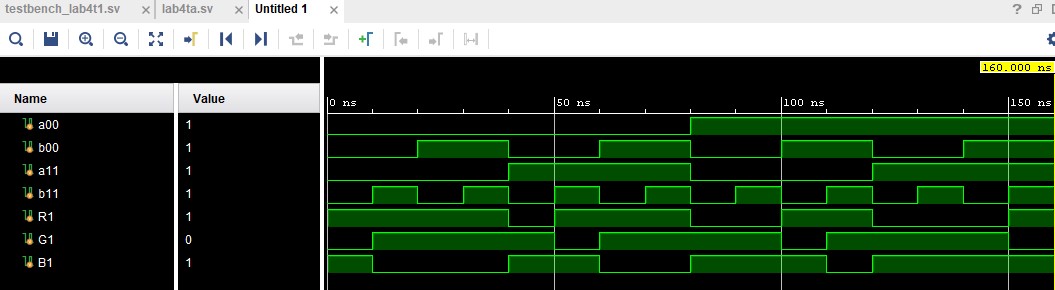 testbench_lab4t1.sv × lab4ta.sv × Untitled 1 ×
160.000 ns
Name Value
0 ns 50 ns 100 ns 150 ns
a00 1
b00 1
a11 1
b11 1
R1 1
G1 0
B1 1